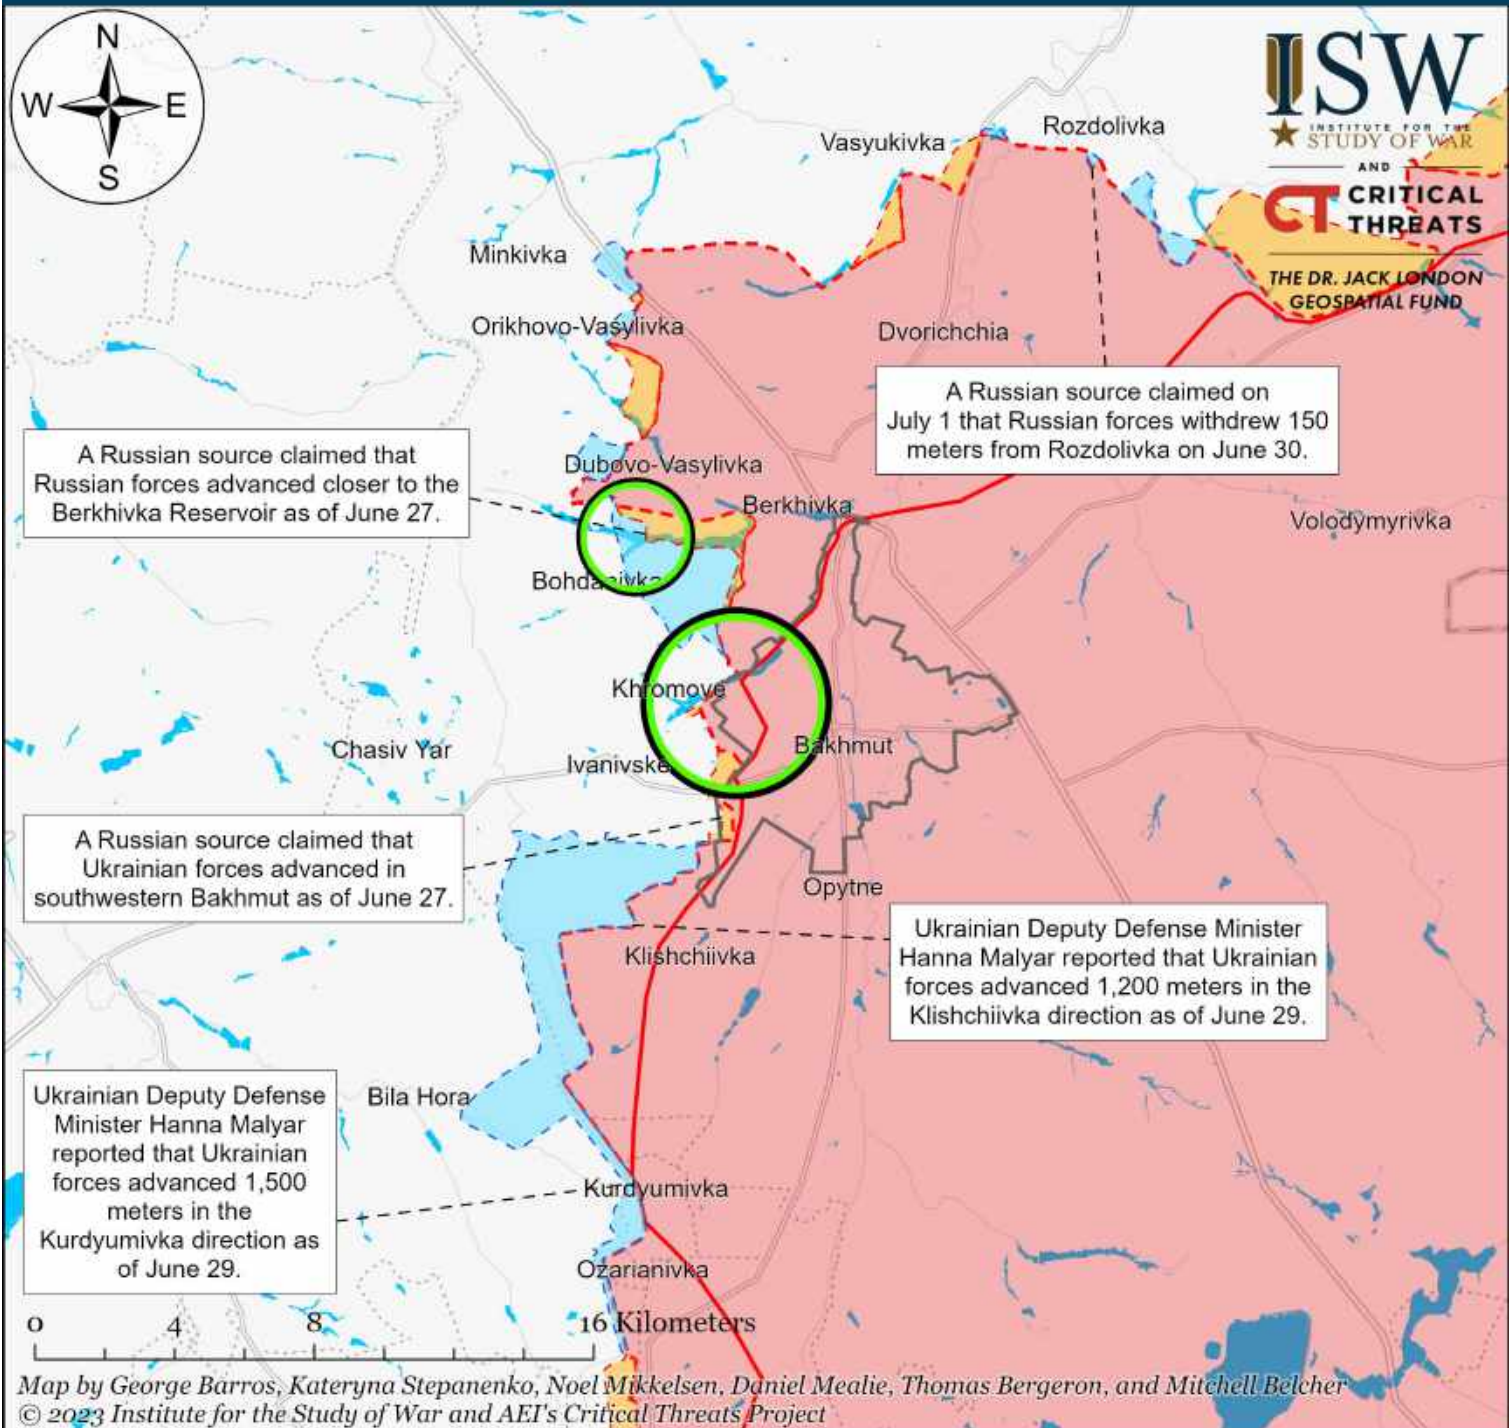 N
W E
S
ISW
INSTITUTE FOR THE
STUDY OF WAR
AND
CT CRITICAL
THREATS
THE DR. JACK LONDON
GEOSPATIAL FUND
Vasyukivka
Rozdolivka
Minkivka
Orikhovo-Vasylivka
Dvorichchia
A Russian source claimed on
July 1 that Russian forces withdrew 150
meters from Rozdolivka on June 30.
A Russian source claimed that
Russian forces advanced closer to the
Berkhivka Reservoir as of June 27.
Dubovo-Vasylivka
Berkhivka
Volodymyrivka
Bohdanivka
Khromove
Chasiv Yar
Ivanivske
Bakhmut
A Russian source claimed that
Ukrainian forces advanced in
southwestern Bakhmut as of June 27.
Opytne
Klishchiivka
Ukrainian Deputy Defense Minister
Hanna Malyar reported that Ukrainian
forces advanced 1,200 meters in the
Klishchiivka direction as of June 29.
Bila Hora
Ukrainian Deputy Defense
Minister Hanna Malyar
reported that Ukrainian
forces advanced 1,500
meters in the
Kurdyumivka direction as
of June 29.
Kurdyumivka
Ozarianivka
0 4 8 16 Kilometers
Map by George Barros, Kateryna Stepanenko, Noel Mikkelsen, Daniel Mealie, Thomas Bergeron, and Mitchell Belcher
© 2023 Institute for the Study of War and AEI's Critical Threats Project